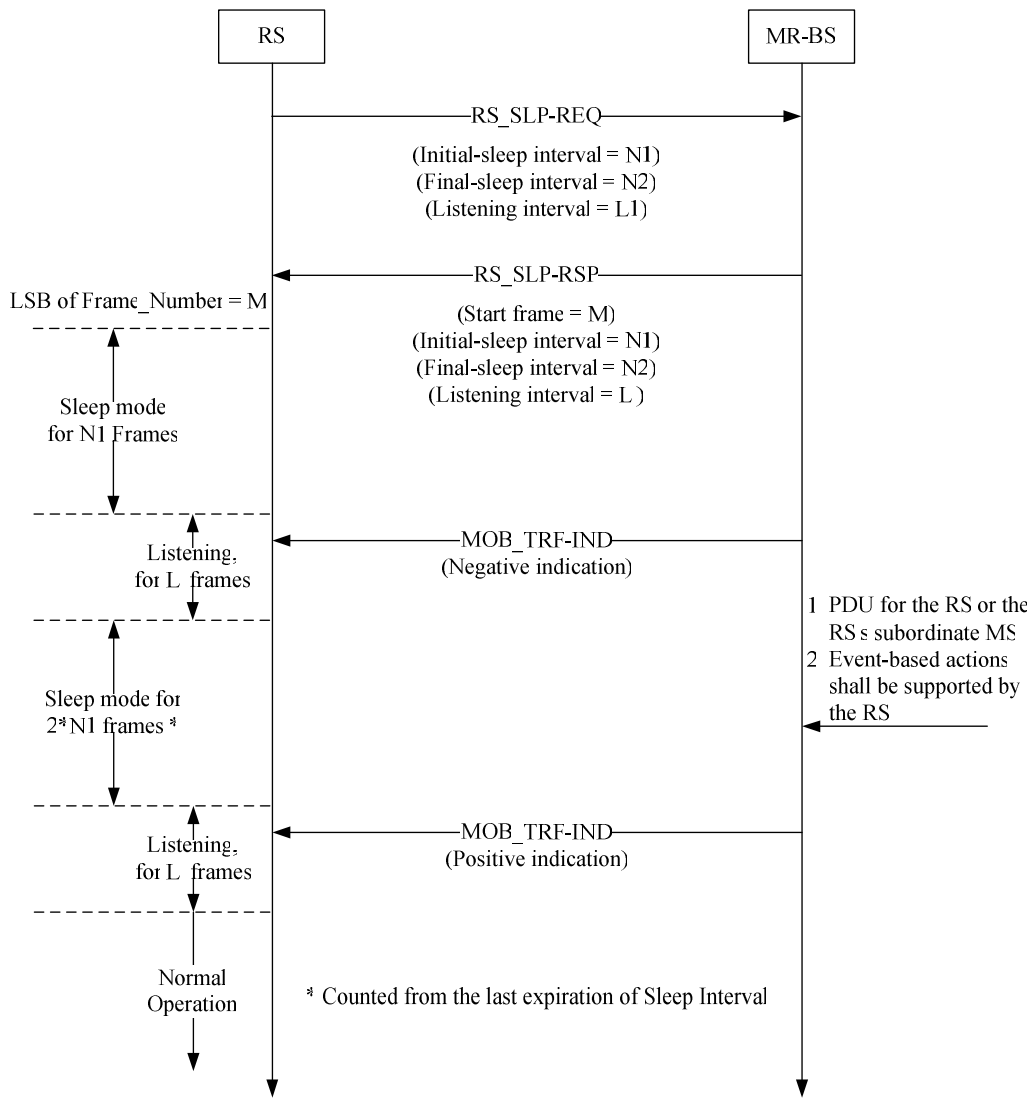 RS
MR-BS
RS_SLP-REQ
(Initial-sleep interval = N1)
(Final-sleep interval = N2)
(Listening interval = L1)
RS_SLP-RSP
LSB of Frame_Number = M
(Start frame = M)
(Initial-sleep interval = N1)
(Final-sleep interval = N2)
(Listening interval = L )
Sleep mode
for N1 Frames
MOB_TRF-IND
(Negative indication)
Listening,
for L frames
1 PDU for the RS or the
RS s subordinate MS
2 Event-based actions
shall be supported by
the RS
Sleep mode for
2*N1 frames *
MOB_TRF-IND
(Positive indication)
Listening,
for L frames
Normal
Operation
* Counted from the last expiration of Sleep Interval